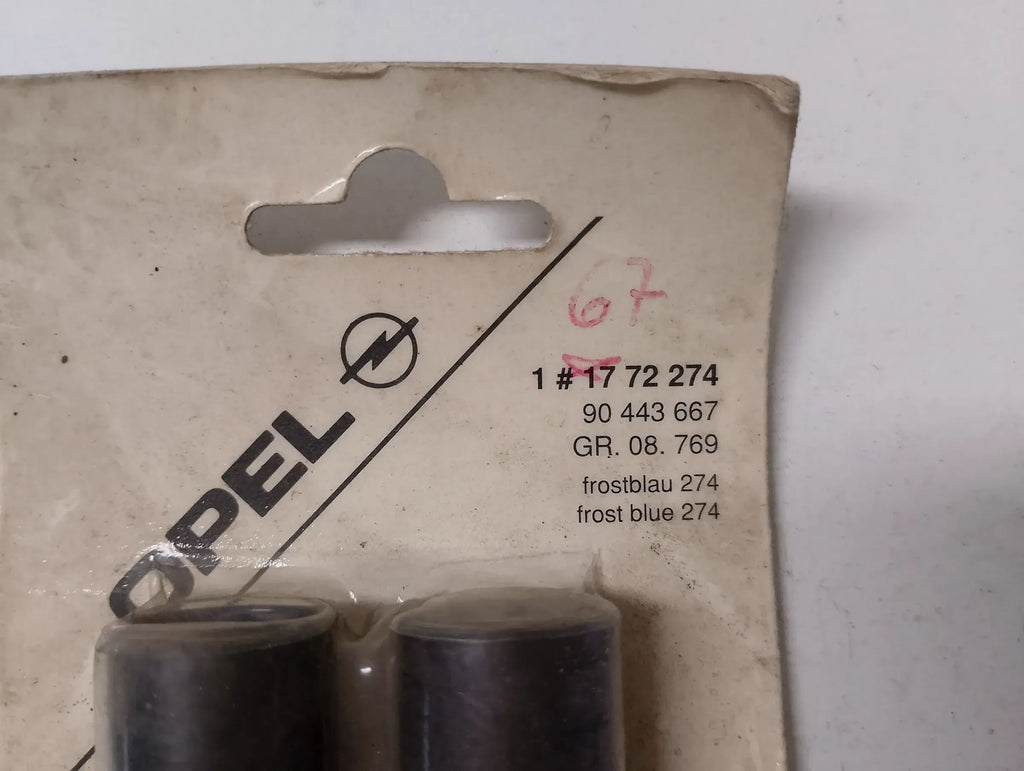 67
1 # 17 72 274
90 443 667
GR. 08. 769
frostblau 274
frost blue 274
OPEL